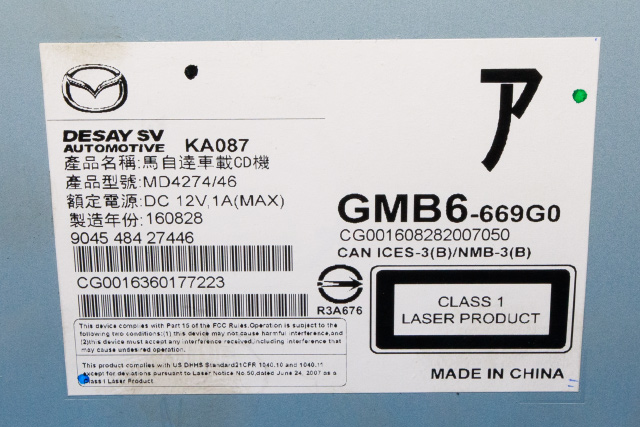 ア
DESAY SV
AUTOMOTIVE KA087
產品名稱:馬自達車載CD機
產品型號:MD4274/46
額定電源:DC 12V,1A(MAX)
製造年份:160828
9045 484 27446
CG0016360177223
GMB6-669G0
CG001608282007050
CAN ICES-3(B)/NMB-3(B)
R3A676
CLASS 1
LASER PRODUCT
This device complies with Part 15 of the FCC Rules.Operation is subject to the
following two conditions:(1) this device may not cause harmful interference,and
(2)this device must accept any interference received,including interference that
may cause undesired operation.
This product complies with US DHHS Standard21CFR 1040.10 and 1040.11
except for deviations pursuant to Laser Notice No.50,dated June 24, 2007 as a
Class 1 Laser Product.
MADE IN CHINA